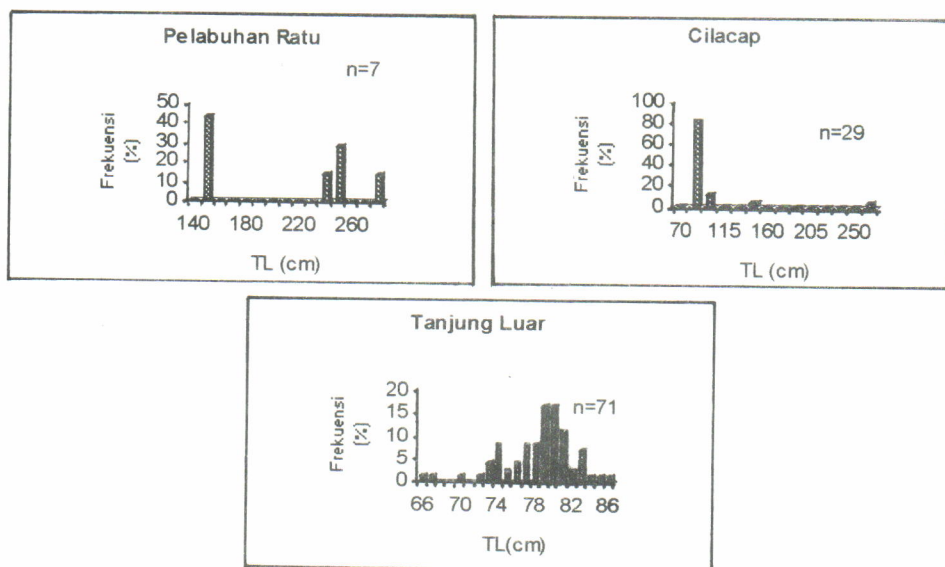 Pelabuhan Ratu
n=7
Frekuensi
(%)
50
40
30
20
10
0
140 180 220 260
TL (cm)
Cilacap
n=29
Frekuensi
(%)
100
80
60
40
20
0
70 115 160 205 250
TL (cm)
Tanjung Luar
n=71
Frekuensi
(%)
20
15
10
5
0
66 70 74 78 82 86
TL(cm)